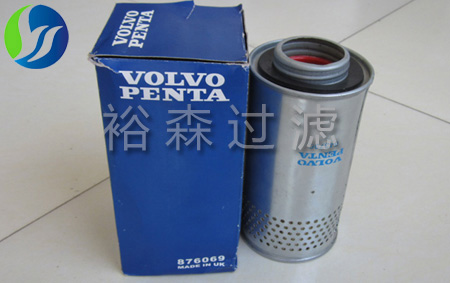 VOLVO
PENTA
VOLVO
PENTA
裕森过滤
VOLVO
PENTA
876069
MADE IN UK